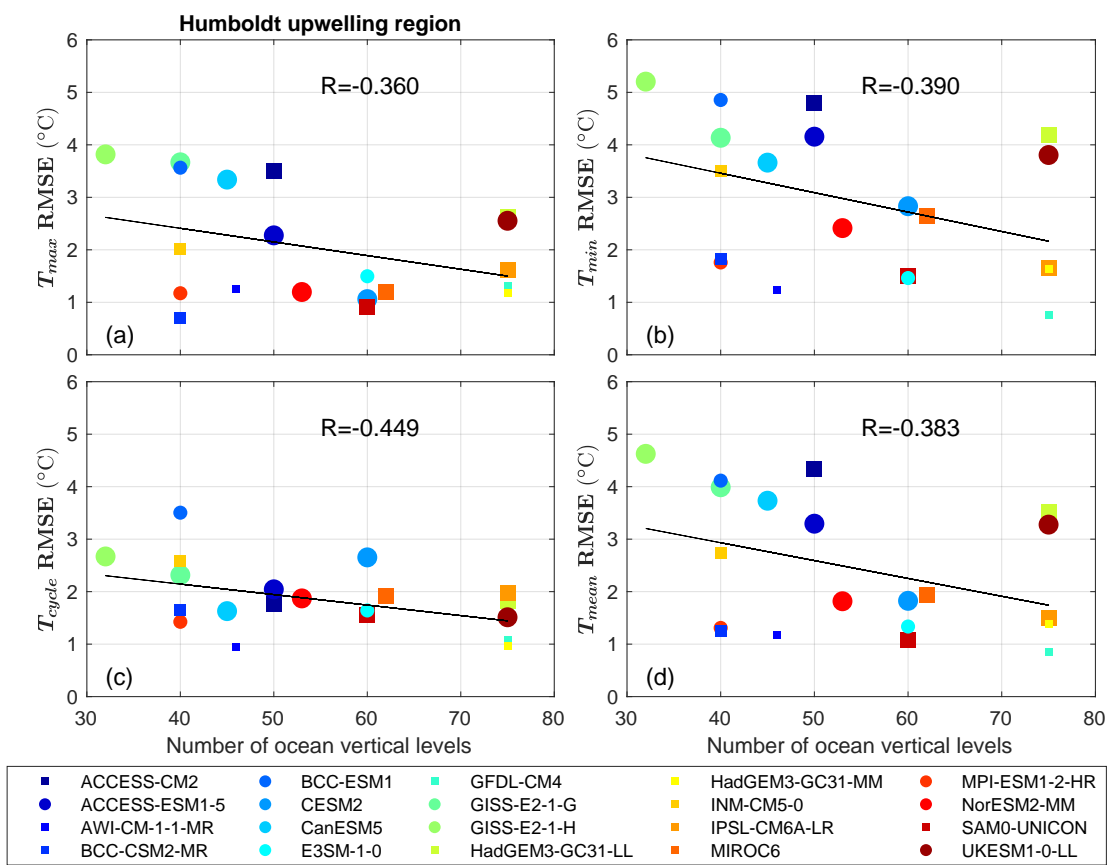 Humboldt upwelling region
6
5
4
3
2
1
0
T_max RMSE (°C)
R=-0.360
(a)
6
5
4
3
2
1
0
T_min RMSE (°C)
R=-0.390
(b)
6
5
4
3
2
1
0
T_cycle RMSE (°C)
R=-0.449
(c)
30 40 50 60 70 80
Number of ocean vertical levels
6
5
4
3
2
1
0
T_mean RMSE (°C)
R=-0.383
(d)
30 40 50 60 70 80
Number of ocean vertical levels
ACCESS-CM2
ACCESS-ESM1-5
AWI-CM-1-1-MR
BCC-CSM2-MR
BCC-ESM1
CESM2
CanESM5
E3SM-1-0
GFDL-CM4
GISS-E2-1-G
GISS-E2-1-H
HadGEM3-GC31-LL
HadGEM3-GC31-MM
INM-CM5-0
IPSL-CM6A-LR
MIROC6
MPI-ESM1-2-HR
NorESM2-MM
SAM0-UNICON
UKESM1-0-LL